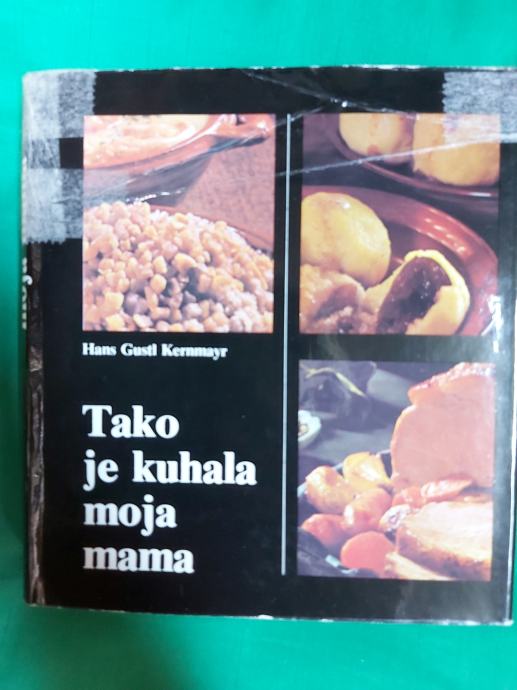 Hans Gustl Kernmayr
Tako
je kuhala
moja
mama